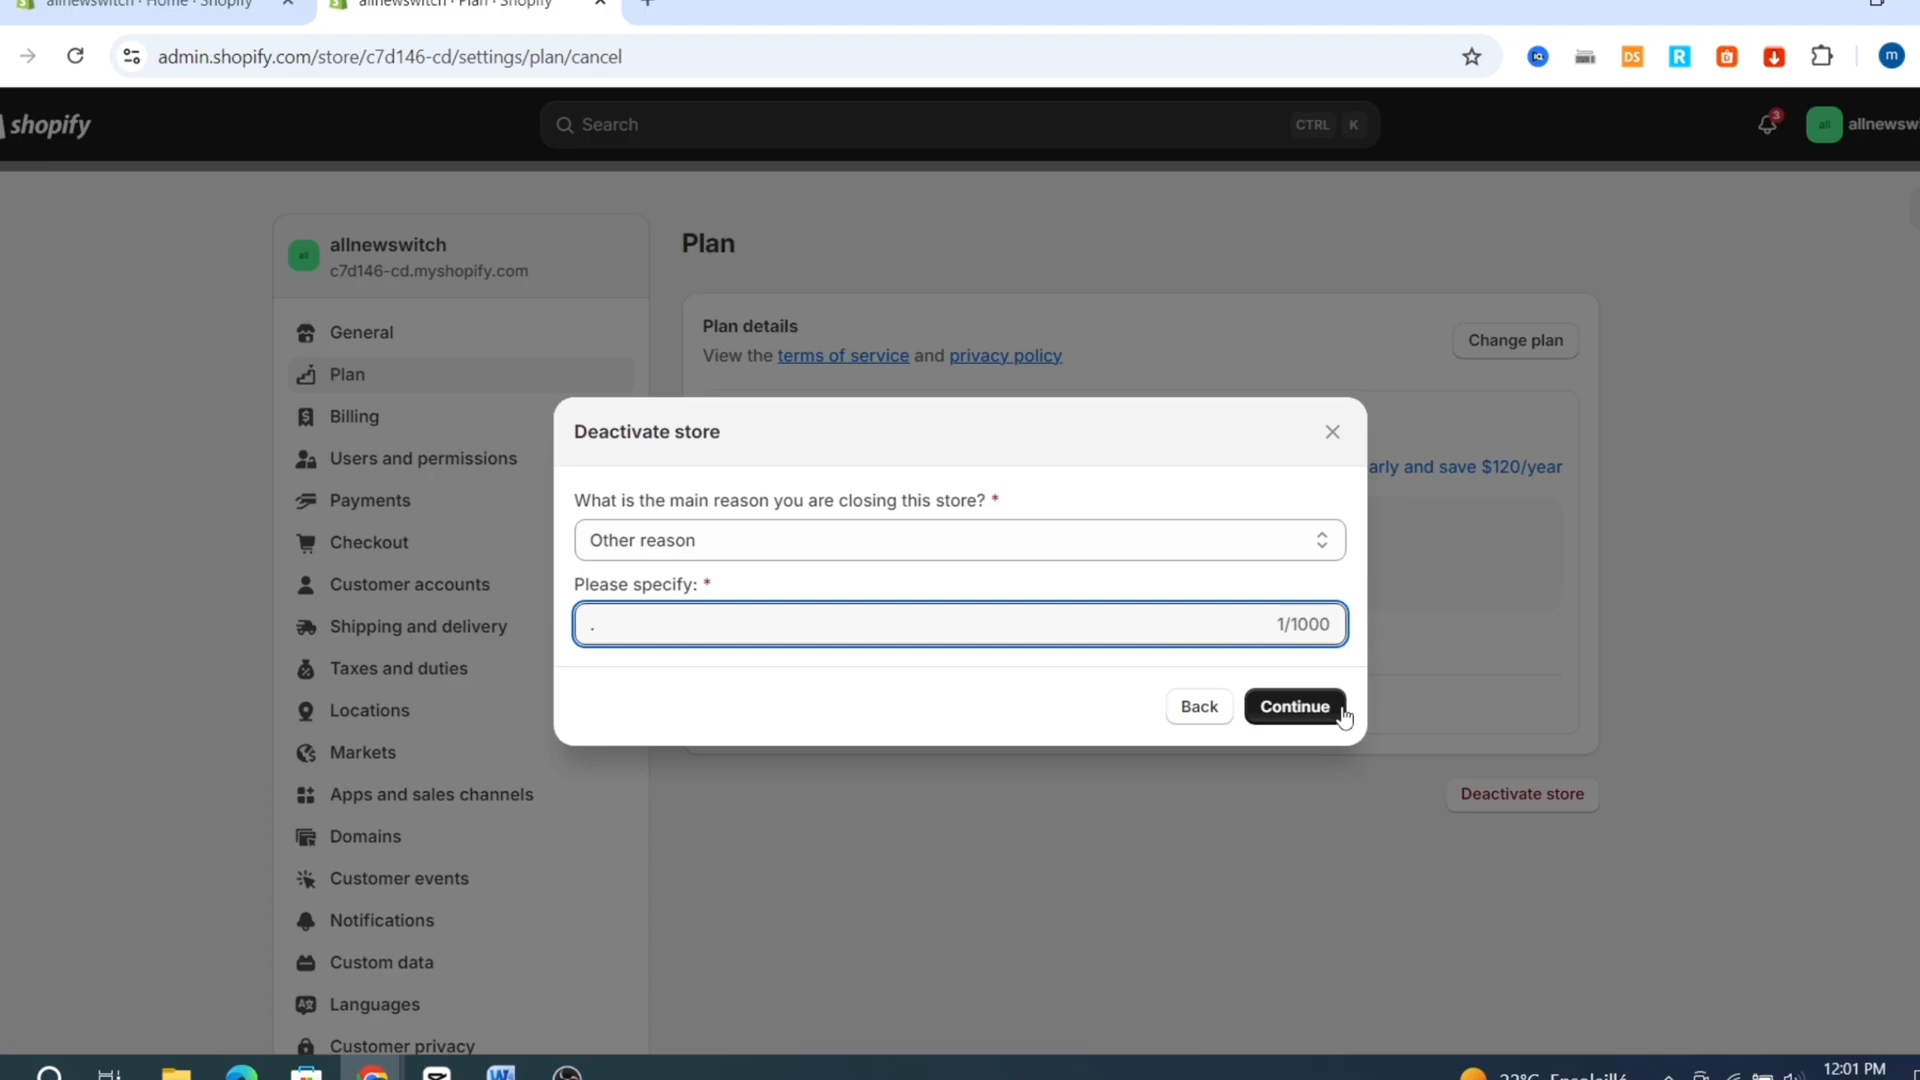 allnewswitch · Home · Shopify
allnewswitch · Plan · Shopify
admin.shopify.com/store/c7d146-cd/settings/plan/cancel
DS
R
m
shopify
Search
CTRL K
3
all
allnewsw
all
allnewswitch
c7d146-cd.myshopify.com
General
Plan
Billing
Users and permissions
Payments
Checkout
Customer accounts
Shipping and delivery
Taxes and duties
Locations
Markets
Apps and sales channels
Domains
Customer events
Notifications
Custom data
Languages
Customer privacy
Plan
Plan details
View the terms of service and privacy policy
Change plan
arly and save $120/year
Deactivate store
What is the main reason you are closing this store? *
Other reason
Please specify: *
. 1/1000
Back
Continue
Deactivate store
12:01 PM